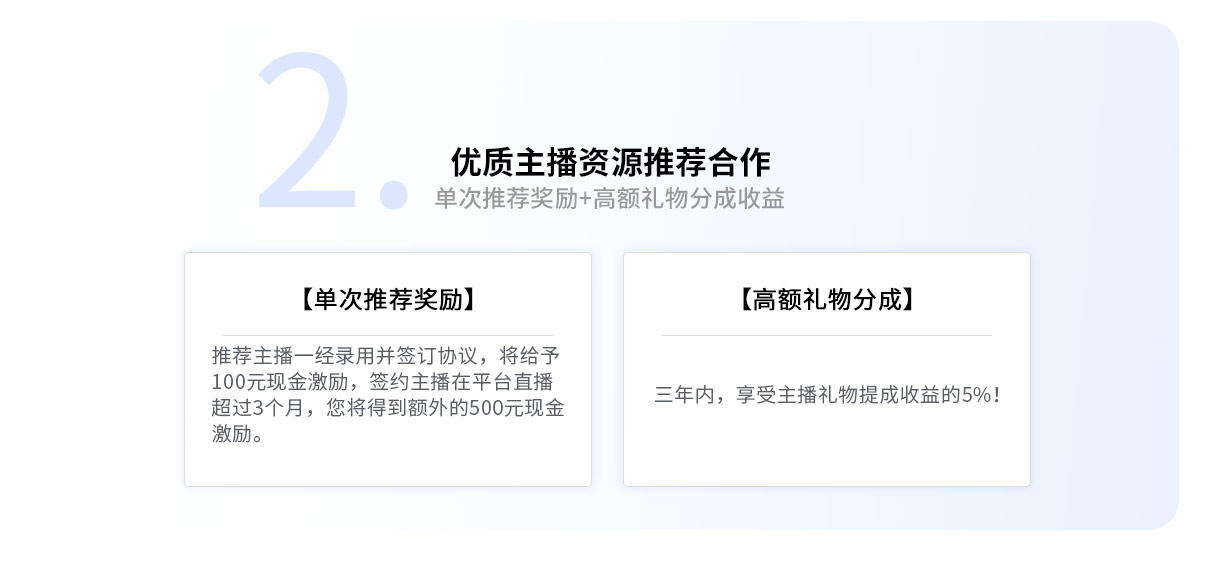 2.
优质主播资源推荐合作
单次推荐奖励+高额礼物分成收益
【单次推荐奖励】
推荐主播一经录用并签订协议，将给予
100元现金激励，签约主播在平台直播
超过3个月，您将得到额外的500元现金
激励。
【高额礼物分成】
三年内，享受主播礼物提成收益的5%！